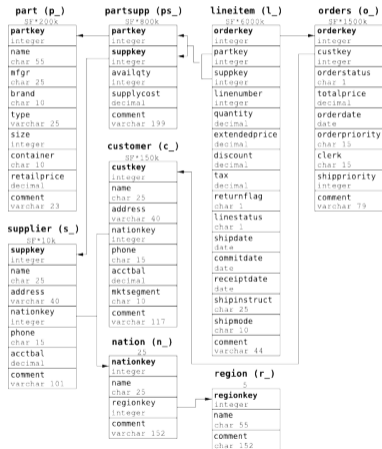 part (p_)
SF*200k
partkey
integer
name
char 55
mfgr
char 25
brand
char 10
type
varchar 25
size
integer
container
char 10
retailprice
decimal
comment
varchar 23
supplier (s_)
SF*10k
suppkey
integer
name
char 25
address
varchar 40
nationkey
integer
phone
char 15
acctbal
decimal
comment
varchar 101
partsupp (ps_)
SF*800k
partkey
integer
suppkey
integer
availqty
integer
supplycost
decimal
comment
varchar 199
customer (c_)
SF*150k
custkey
integer
name
char 25
address
varchar 40
nationkey
integer
phone
char 15
acctbal
decimal
mktsegment
char 10
comment
varchar 117
nation (n_)
25
nationkey
integer
name
char 25
regionkey
integer
comment
varchar 152
lineitem (l_)
SF*6000k
orderkey
integer
partkey
integer
suppkey
integer
linenumber
integer
quantity
decimal
extendedprice
decimal
discount
decimal
tax
decimal
returnflag
char 1
linestatus
char 1
shipdate
date
commitdate
date
receiptdate
date
shipinstruct
char 25
shipmode
char 10
comment
varchar 44
region (r_)
5
regionkey
integer
name
char 55
comment
char 152
orders (o_)
SF*1500k
orderkey
integer
custkey
integer
orderstatus
char 1
totalprice
decimal
orderdate
date
orderpriority
char 15
clerk
char 15
shippriority
integer
comment
varchar 79